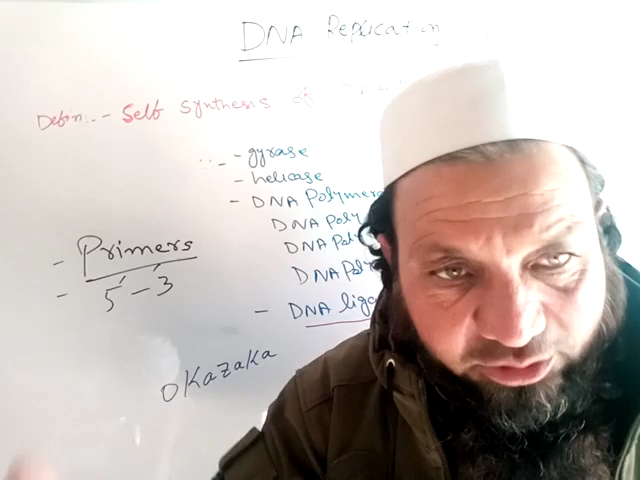 DNA Replication
Defin:- Self synthesis of
- gyrase
- helicase
- DNA Polymer
DNA Poly
DNA Pol
DNA Pol
- DNA liga
- Primers
- 5' - 3'
OKazaka